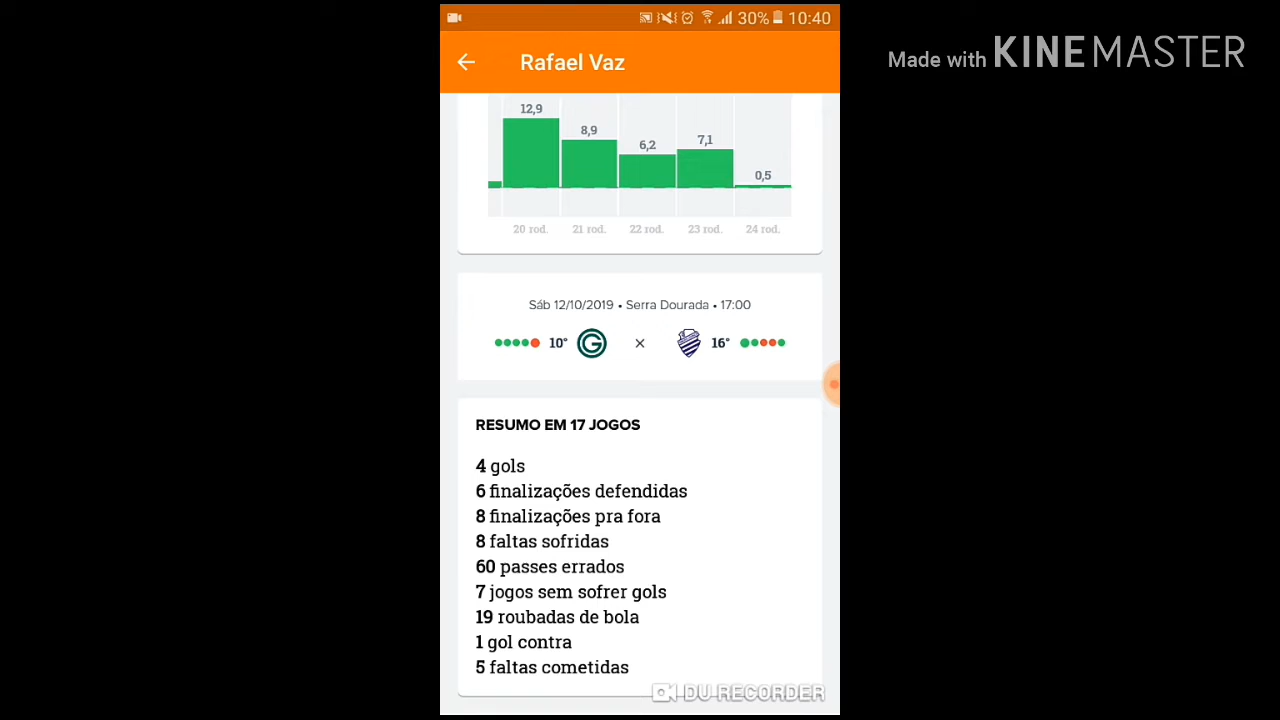 30% 10:40
Made with KINEMASTER
Rafael Vaz
12,9
8,9
6,2
7,1
0,5
20 rod. 21 rod. 22 rod. 23 rod. 24 rod.
Sáb 12/10/2019 • Serra Dourada • 17:00
10° G × 16°
RESUMO EM 17 JOGOS
4 gols
6 finalizações defendidas
8 finalizações pra fora
8 faltas sofridas
60 passes errados
7 jogos sem sofrer gols
19 roubadas de bola
1 gol contra
5 faltas cometidas
DU RECORDER